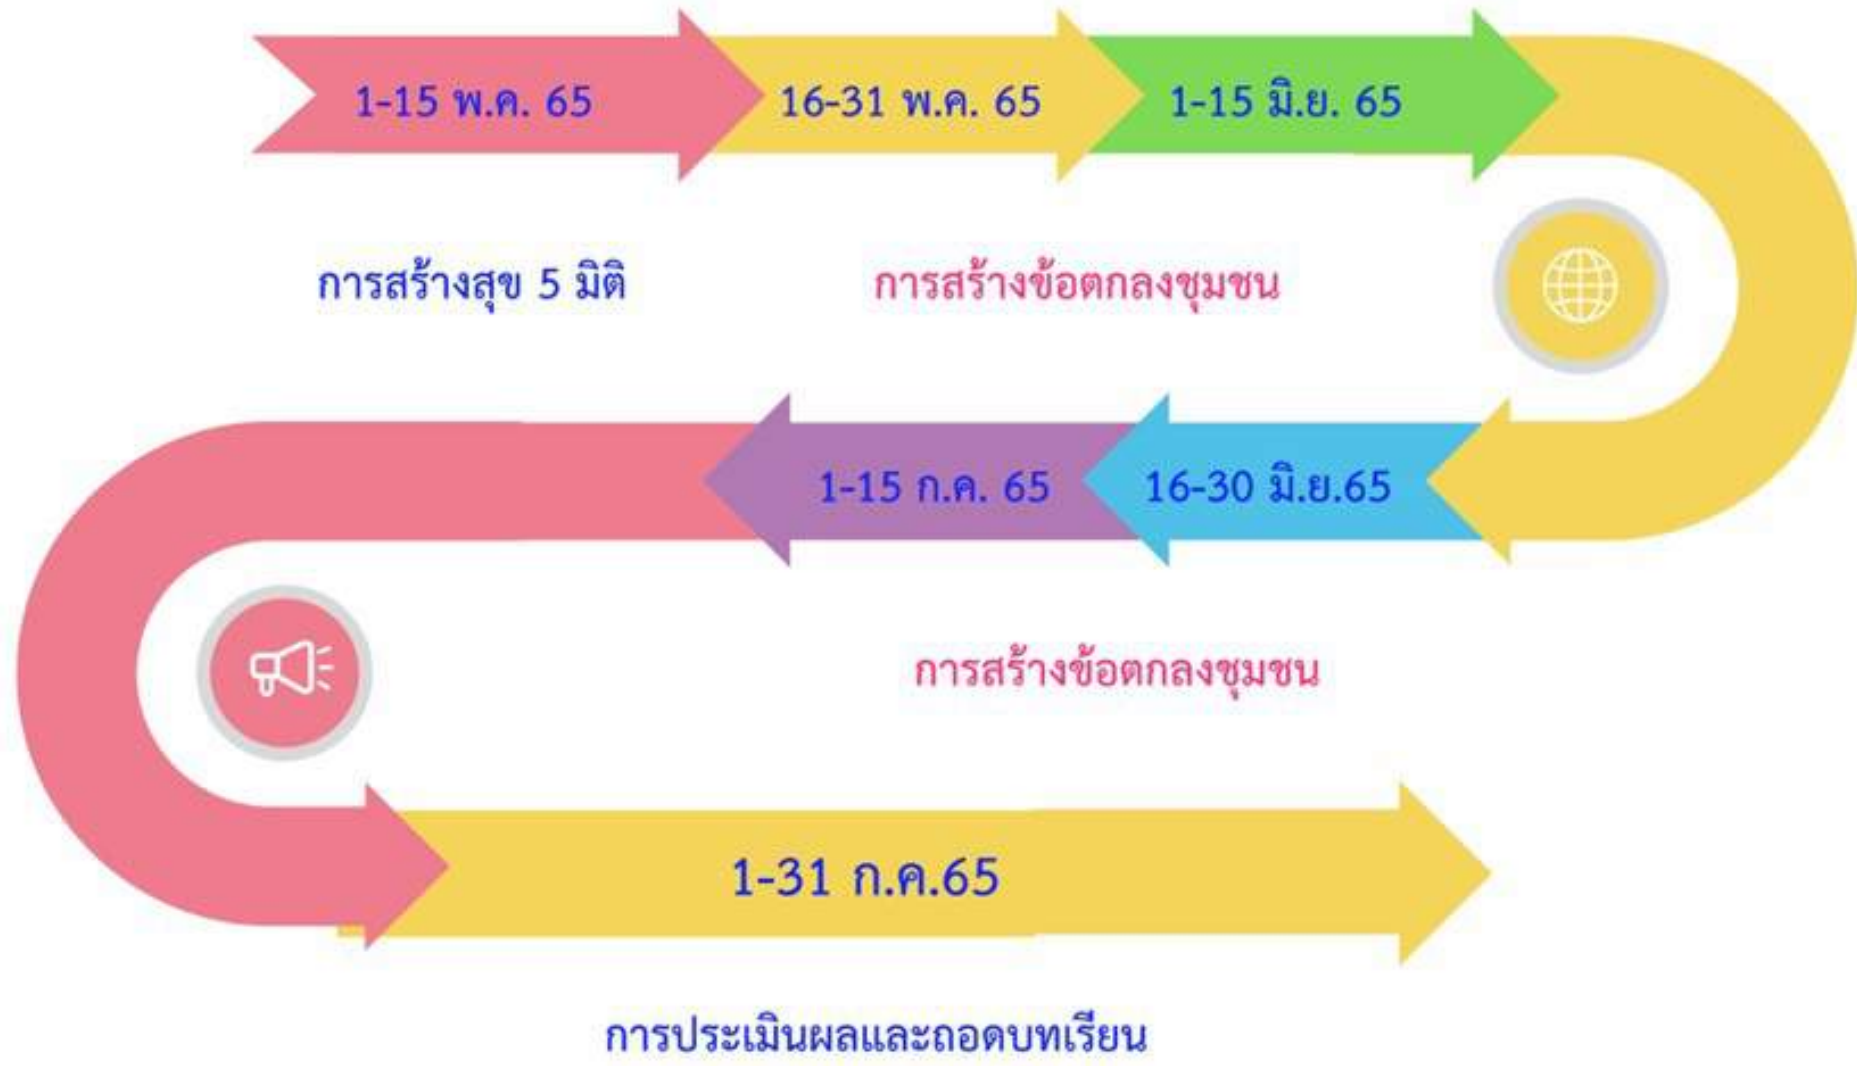 1-15 พ.ค. 65
16-31 พ.ค. 65
1-15 มิ.ย. 65
การสร้างสุข 5 มิติ
การสร้างข้อตกลงชุมชน
16-30 มิ.ย.65
1-15 ก.ค. 65
การสร้างข้อตกลงชุมชน
1-31 ก.ค.65
การประเมินผลและถอดบทเรียน